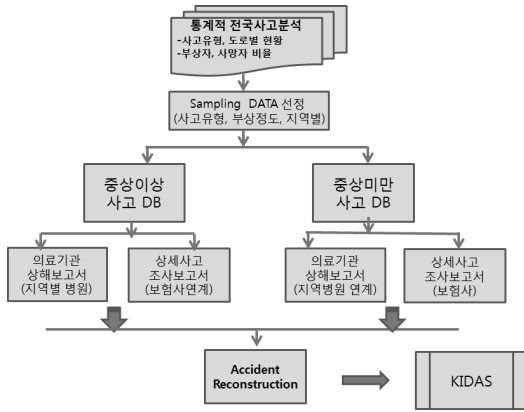 통계적 전국사고분석
-사고유형, 도로별 현황
-부상자, 사망자 비율
Sampling DATA 선정
(사고유형, 부상정도, 지역별)
중상이상
사고 DB
중상미만
사고 DB
의료기관
상해보고서
(지역별 병원)
상세사고
조사보고서
(보험사연계)
의료기관
상해보고서
(지역병원 연계)
상세사고
조사보고서
(보험사)
Accident
Reconstruction
KIDAS